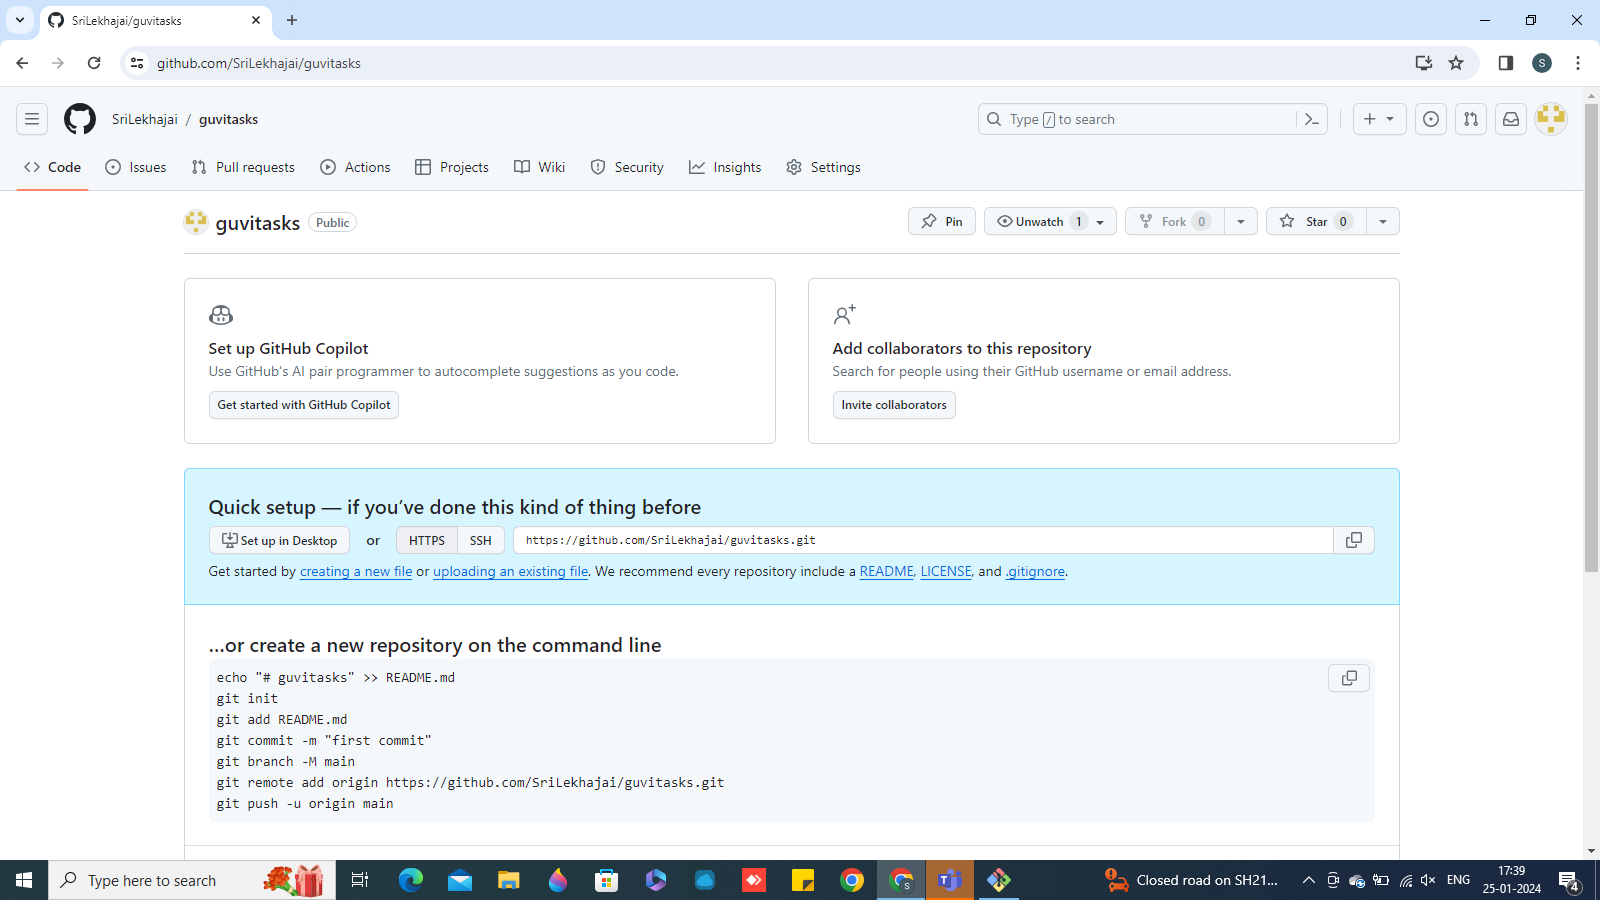 SriLekhajai/guvitasks
github.com/SriLekhajai/guvitasks
S
SriLekhajai / guvitasks
Type / to search
Code
Issues
Pull requests
Actions
Projects
Wiki
Security
Insights
Settings
guvitasks
Public
Pin
Unwatch 1
Fork 0
Star 0
Set up GitHub Copilot
Use GitHub's AI pair programmer to autocomplete suggestions as you code.
Get started with GitHub Copilot
Add collaborators to this repository
Search for people using their GitHub username or email address.
Invite collaborators
Quick setup — if you’ve done this kind of thing before
Set up in Desktop
or
HTTPS
SSH
https://github.com/SriLekhajai/guvitasks.git
Get started by creating a new file or uploading an existing file. We recommend every repository include a README, LICENSE, and .gitignore.
…or create a new repository on the command line
echo "# guvitasks" >> README.md
git init
git add README.md
git commit -m "first commit"
git branch -M main
git remote add origin https://github.com/SriLekhajai/guvitasks.git
git push -u origin main
Type here to search
S
Closed road on SH21...
ENG
17:39
25-01-2024
4